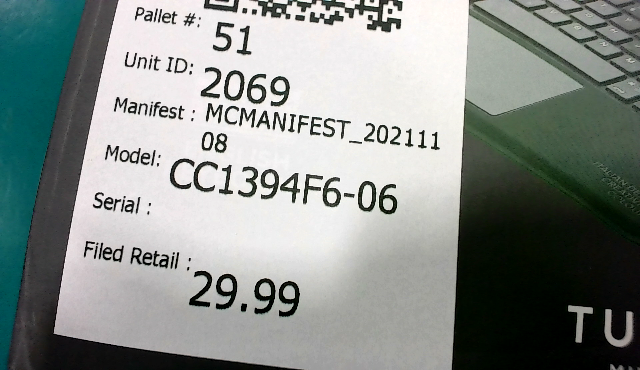 Pallet #:
51
Unit ID:
2069
Manifest : MCMANIFEST_202111
08
Model:
CC1394F6-06
Serial :
Filed Retail :
29.99
TU